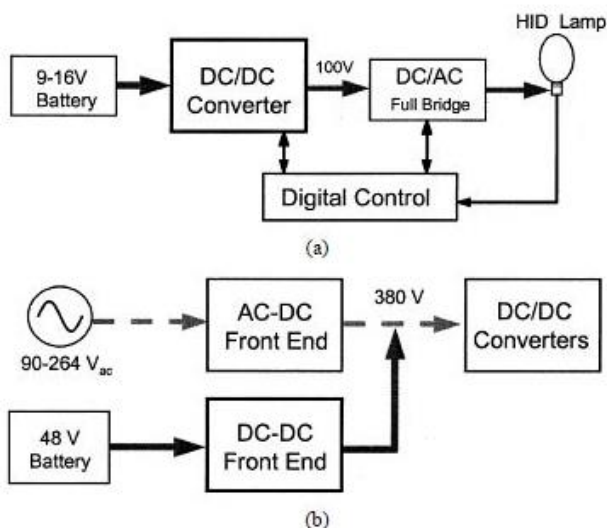 HID Lamp
9-16V
Battery
DC/DC
Converter
100V
DC/AC
Full Bridge
Digital Control
(a)
90-264 Vac
AC-DC
Front End
380 V
DC/DC
Converters
48 V
Battery
DC-DC
Front End
(b)